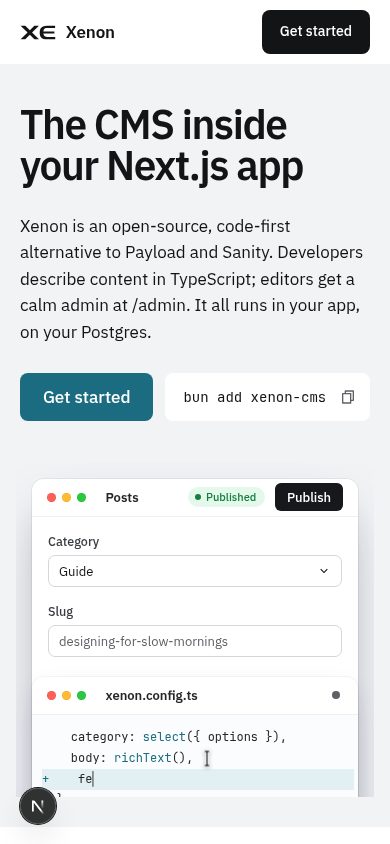 XE Xenon
Get started
The CMS inside
your Next.js app
Xenon is an open-source, code-first
alternative to Payload and Sanity. Developers
describe content in TypeScript; editors get a
calm admin at /admin. It all runs in your app,
on your Postgres.
Get started
bun add xenon-cms
Posts
Published
Publish
Category
Guide
Slug
designing-for-slow-mornings
xenon.config.ts
category: select({ options }),
body: richText(),
+ fe
N